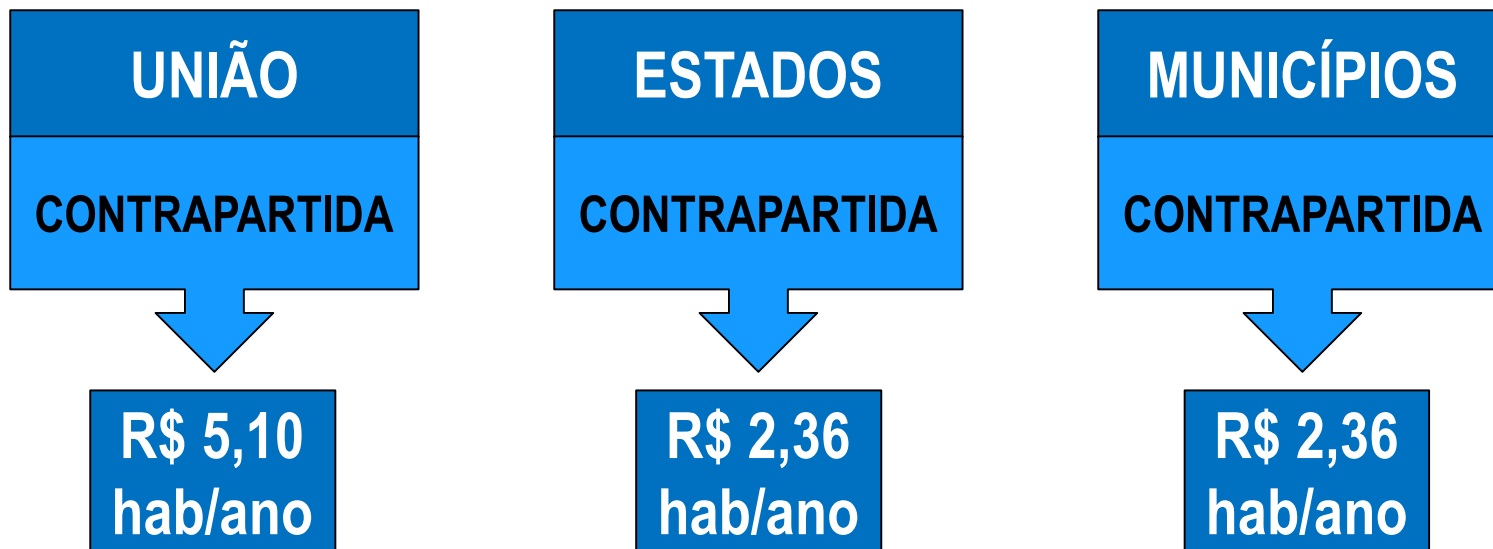 UNIÃO
CONTRAPARTIDA
R$ 5,10
hab/ano
ESTADOS
CONTRAPARTIDA
R$ 2,36
hab/ano
MUNICÍPIOS
CONTRAPARTIDA
R$ 2,36
hab/ano